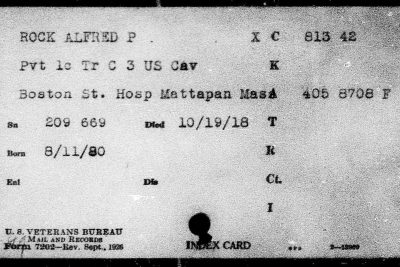 ROCK ALFRED P. X C 813 42
Pvt 1c Tr C 3 US Cav K
Boston St. Hosp Mattapan Mass A 405 8708 F
Sn 209 669 Died 10/19/18 T
Born 8/11/80 R
Enl Dis Ct.
I
U. S. VETERANS BUREAU
MAIL AND RECORDS
Form 7202—Rev. Sept., 1926 INDEX CARD